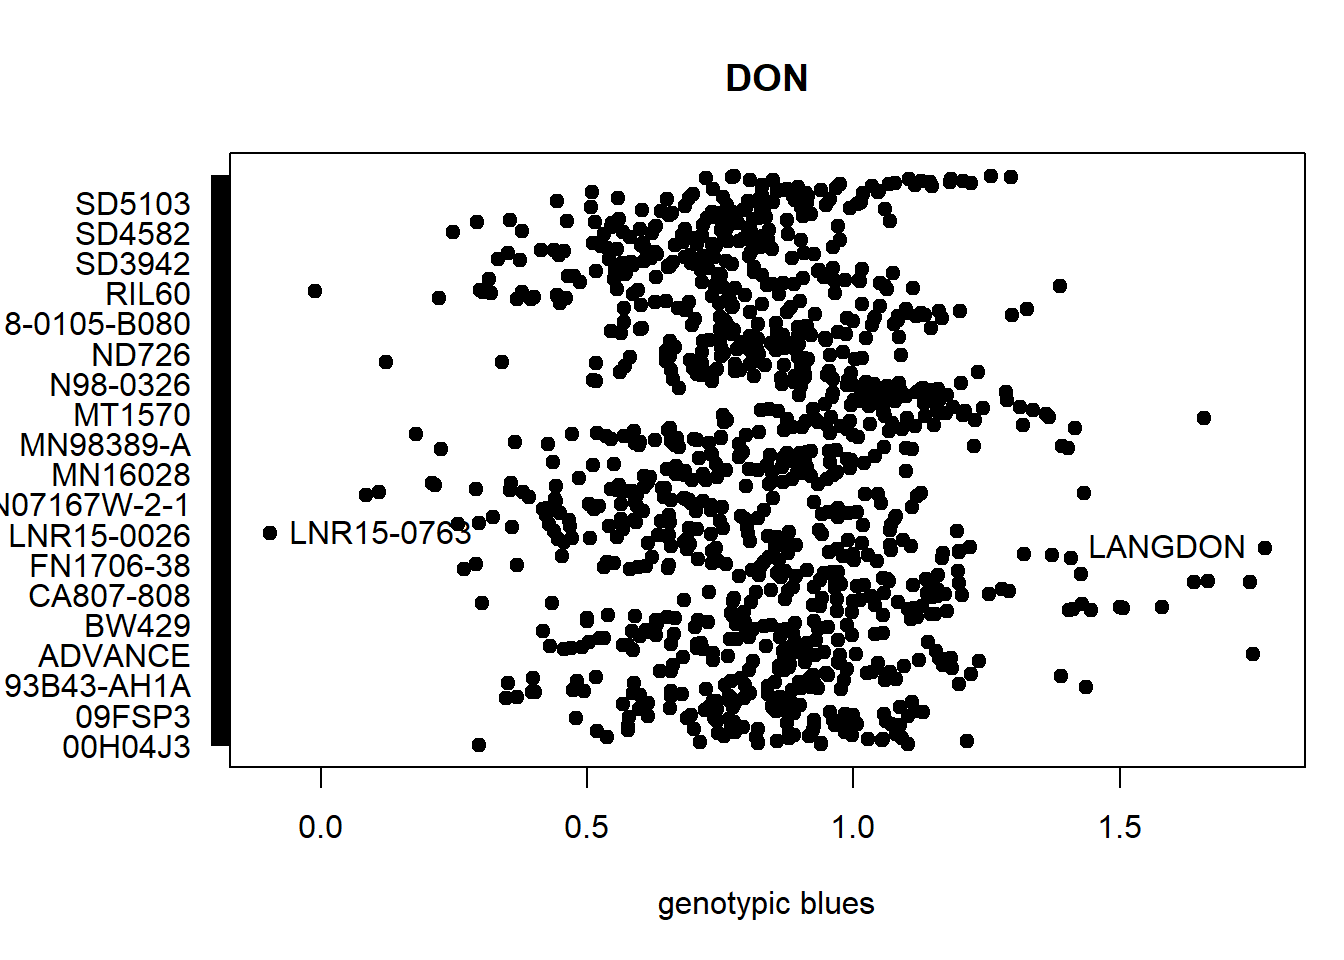 DON
SD5103
SD4582
SD3942
RIL60
8-0105-B080
ND726
N98-0326
MT1570
MN98389-A
MN16028
N07167W-2-1
LNR15-0026
LNR15-0763
LANGDON
FN1706-38
CA807-808
BW429
ADVANCE
93B43-AH1A
09FSP3
00H04J3
0.0 0.5 1.0 1.5
genotypic blues